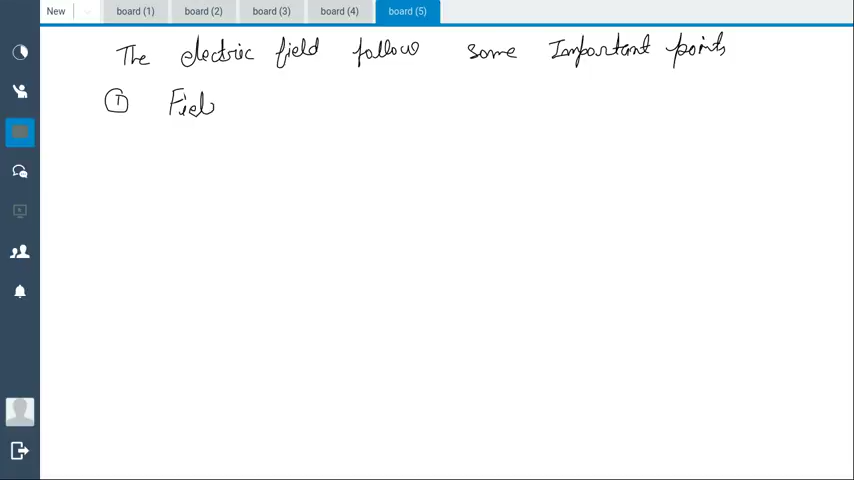 New board (1) board (2) board (3) board (4) board (5)
The electric field follow some Important points
① Fiel